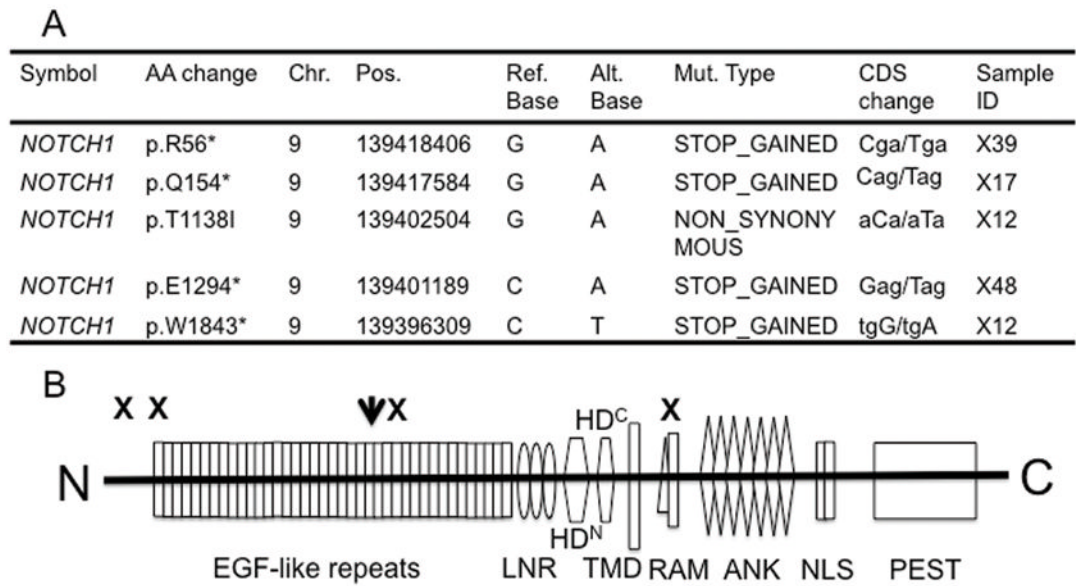 A
Symbol AA change Chr. Pos. Ref. Base Alt. Base Mut. Type CDS change Sample ID
NOTCH1 p.R56* 9 139418406 G A STOP_GAINED Cga/Tga X39
NOTCH1 p.Q154* 9 139417584 G A STOP_GAINED Cag/Tag X17
NOTCH1 p.T1138I 9 139402504 G A NON_SYNONY MOUS aCa/aTa X12
NOTCH1 p.E1294* 9 139401189 C A STOP_GAINED Gag/Tag X48
NOTCH1 p.W1843* 9 139396309 C T STOP_GAINED tgG/tgA X12
B
X X X X
HDC
N C
HDN
EGF-like repeats LNR TMD RAM ANK NLS PEST